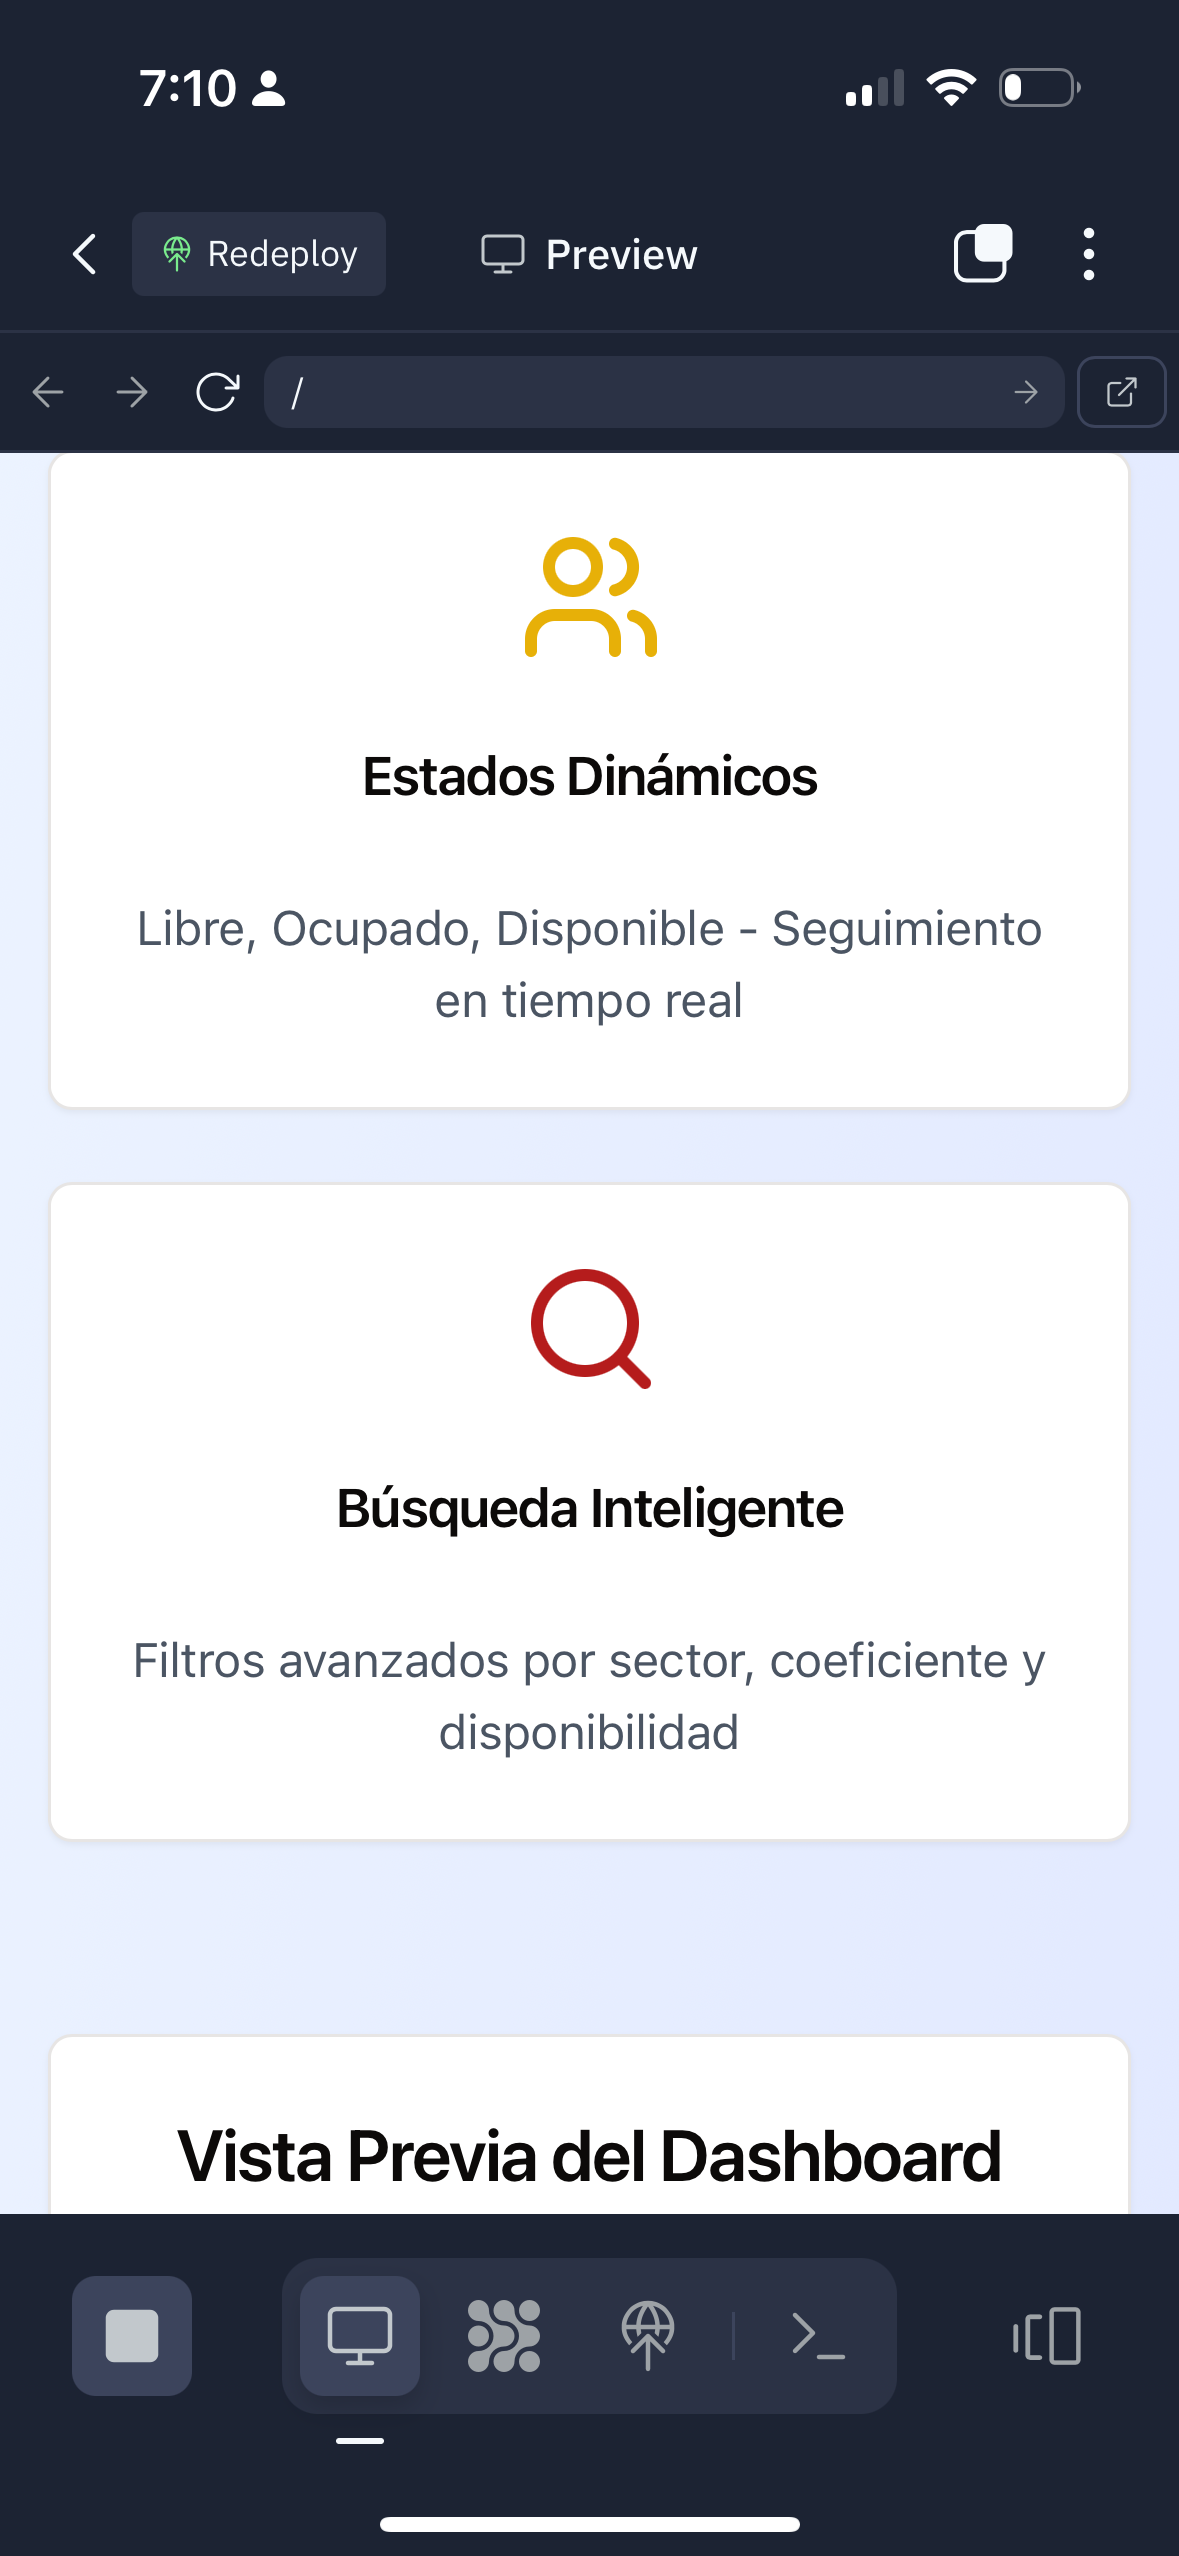 7:10
Redeploy
Preview
/
Estados Dinámicos
Libre, Ocupado, Disponible - Seguimiento
en tiempo real
Búsqueda Inteligente
Filtros avanzados por sector, coeficiente y
disponibilidad
Vista Previa del Dashboard